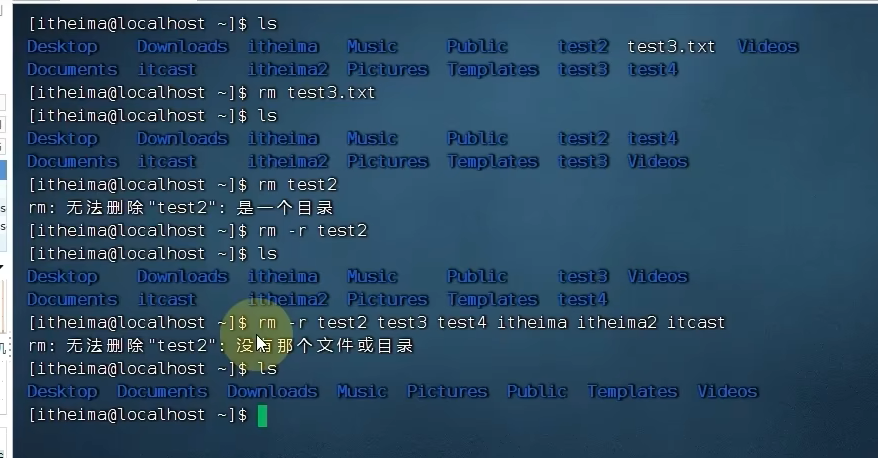 [itheima@localhost ~]$ ls
Desktop Downloads itheima Music Public test2 test3.txt Videos
Documents itcast itheima2 Pictures Templates test3 test4
[itheima@localhost ~]$ rm test3.txt
[itheima@localhost ~]$ ls
Desktop Downloads itheima Music Public test2 test4
Documents itcast itheima2 Pictures Templates test3 Videos
[itheima@localhost ~]$ rm test2
rm: 无法删除"test2": 是一个目录
[itheima@localhost ~]$ rm -r test2
[itheima@localhost ~]$ ls
Desktop Downloads itheima Music Public test3 Videos
Documents itcast itheima2 Pictures Templates test4
[itheima@localhost ~]$ rm -r test2 test3 test4 itheima itheima2 itcast
rm: 无法删除"test2": 没有那个文件或目录
[itheima@localhost ~]$ ls
Desktop Documents Downloads Music Pictures Public Templates Videos
[itheima@localhost ~]$